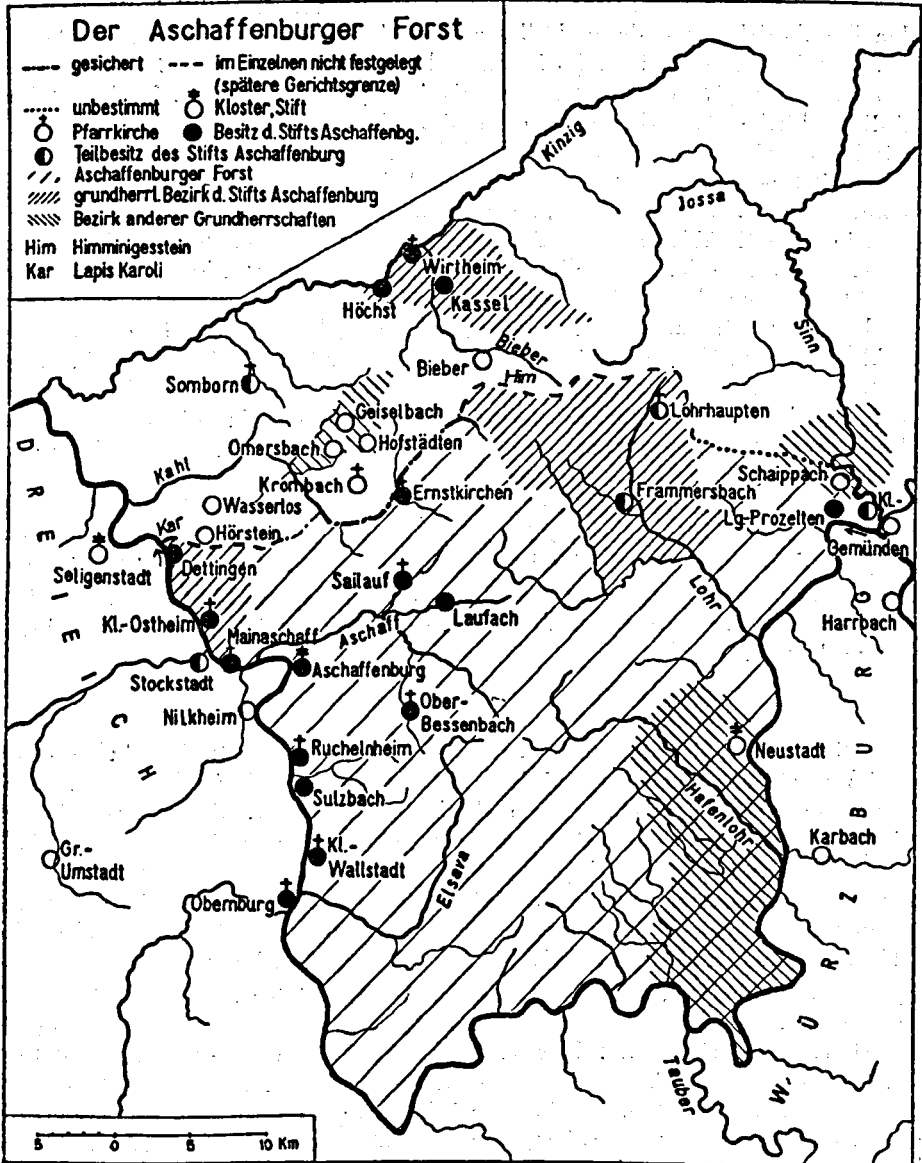 Der Aschaffenburger Forst
gesichert
im Einzelnen nicht festgelegt
(spätere Gerichtsgrenze)
unbestimmt
Kloster, Stift
Pfarrkirche
Besitz d. Stifts Aschaffenbg.
Teilbesitz des Stifts Aschaffenburg
Aschaffenburger Forst
grundherrl. Bezirk d. Stifts Aschaffenburg
Bezirk anderer Grundherrschaften
Him Himminigesstein
Kar Lapis Karoli
Kinzig
Jossa
Wirtheim
Höchst
Kassel
Sinn
Bieber
Bieber
Him
Somborn
Geiselbach
Lohrhaupten
Omersbach
Hofstädten
Kahl
Krombach
Ernstkirchen
Schaippach
Wasserlos
Frammersbach
Kl.-
Gemünden
Lg-Prozelten
Hörstein
Kar
Seligenstadt
Dettingen
Sailauf
Lohr
Kl.-Ostheim
Aschaff
Laufach
Harrbach
Mainaschaff
Stockstadt
Aschaffenburg
Nilkheim
Ober-
Bessenbach
Neustadt
Ruchelnheim
Sulzbach
Hafenlohr
Gr.-
Umstadt
Kl.-
Wallstadt
Karbach
Elsava
Obernburg
Tauber
DREIEICH
WÜRZBURG
5 0 5 10 Km